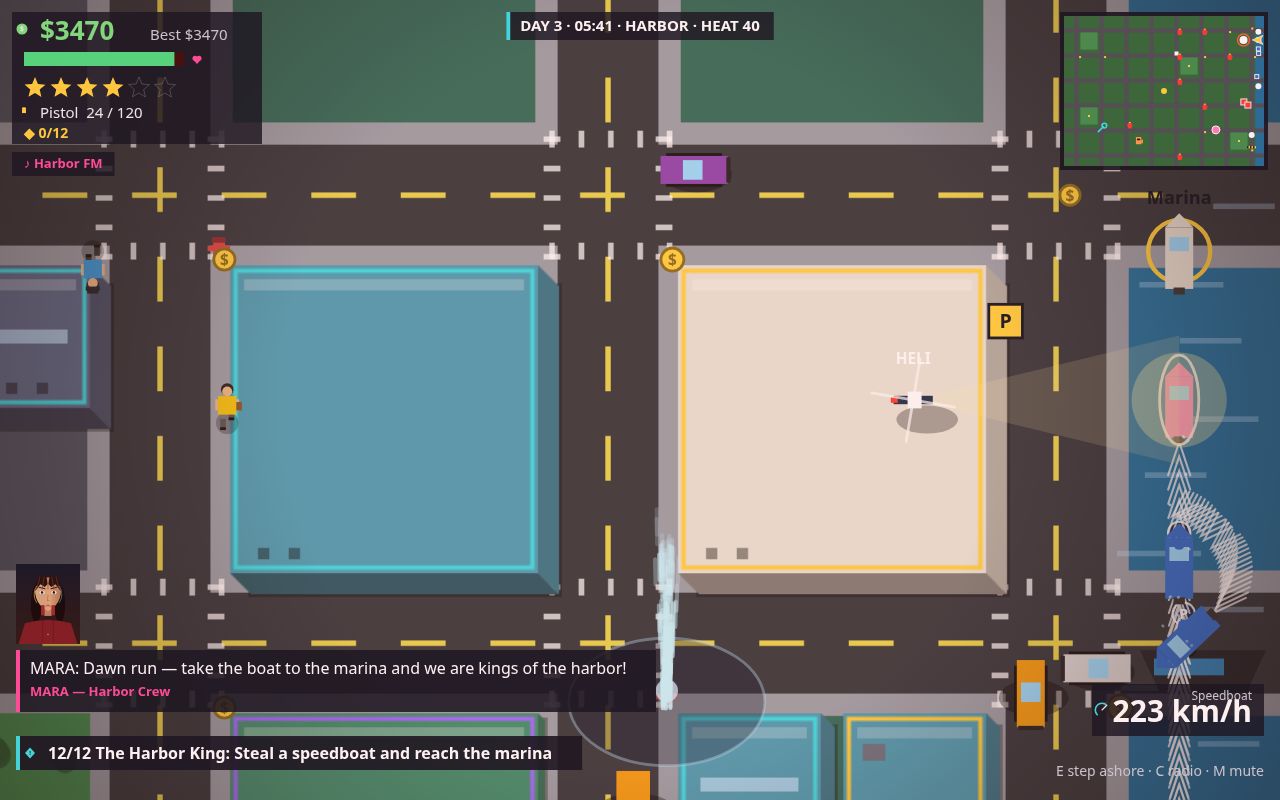 $3470 Best $3470
Pistol 24 / 120
0/12
♪ Harbor FM
DAY 3 · 05:41 · HARBOR · HEAT 40
Marina
$
$
$
P
HELI
MARA: Dawn run — take the boat to the marina and we are kings of the harbor!
MARA — Harbor Crew
12/12 The Harbor King: Steal a speedboat and reach the marina
Speedboat
223 km/h
E step ashore · C radio · M mute